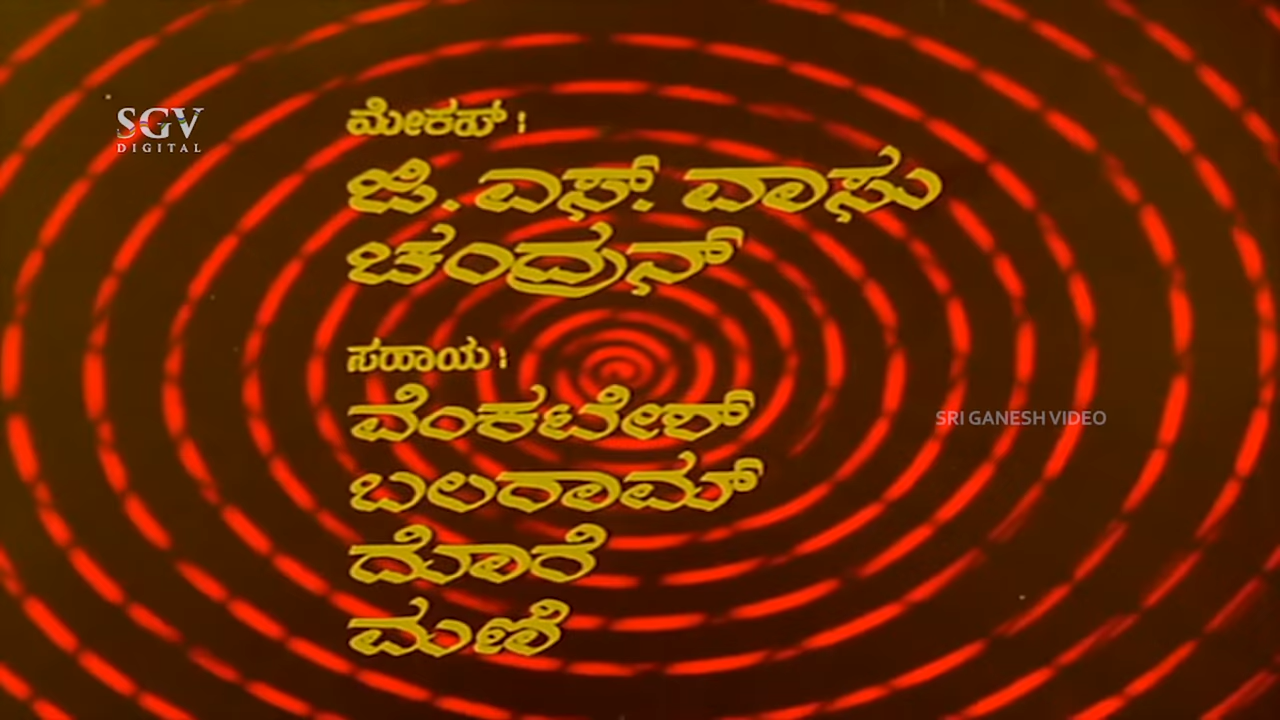 SGV
DIGITAL
ಮೇಕಪ್ :
ಜಿ. ಎಸ್. ವಾಸು
ಚಂದ್ರನ್
ಸಹಾಯ :
ವೆಂಕಟೇಶ್
SRI GANESH VIDEO
ಬಲರಾಮ್
ದೊರೆ
ಮಣಿ